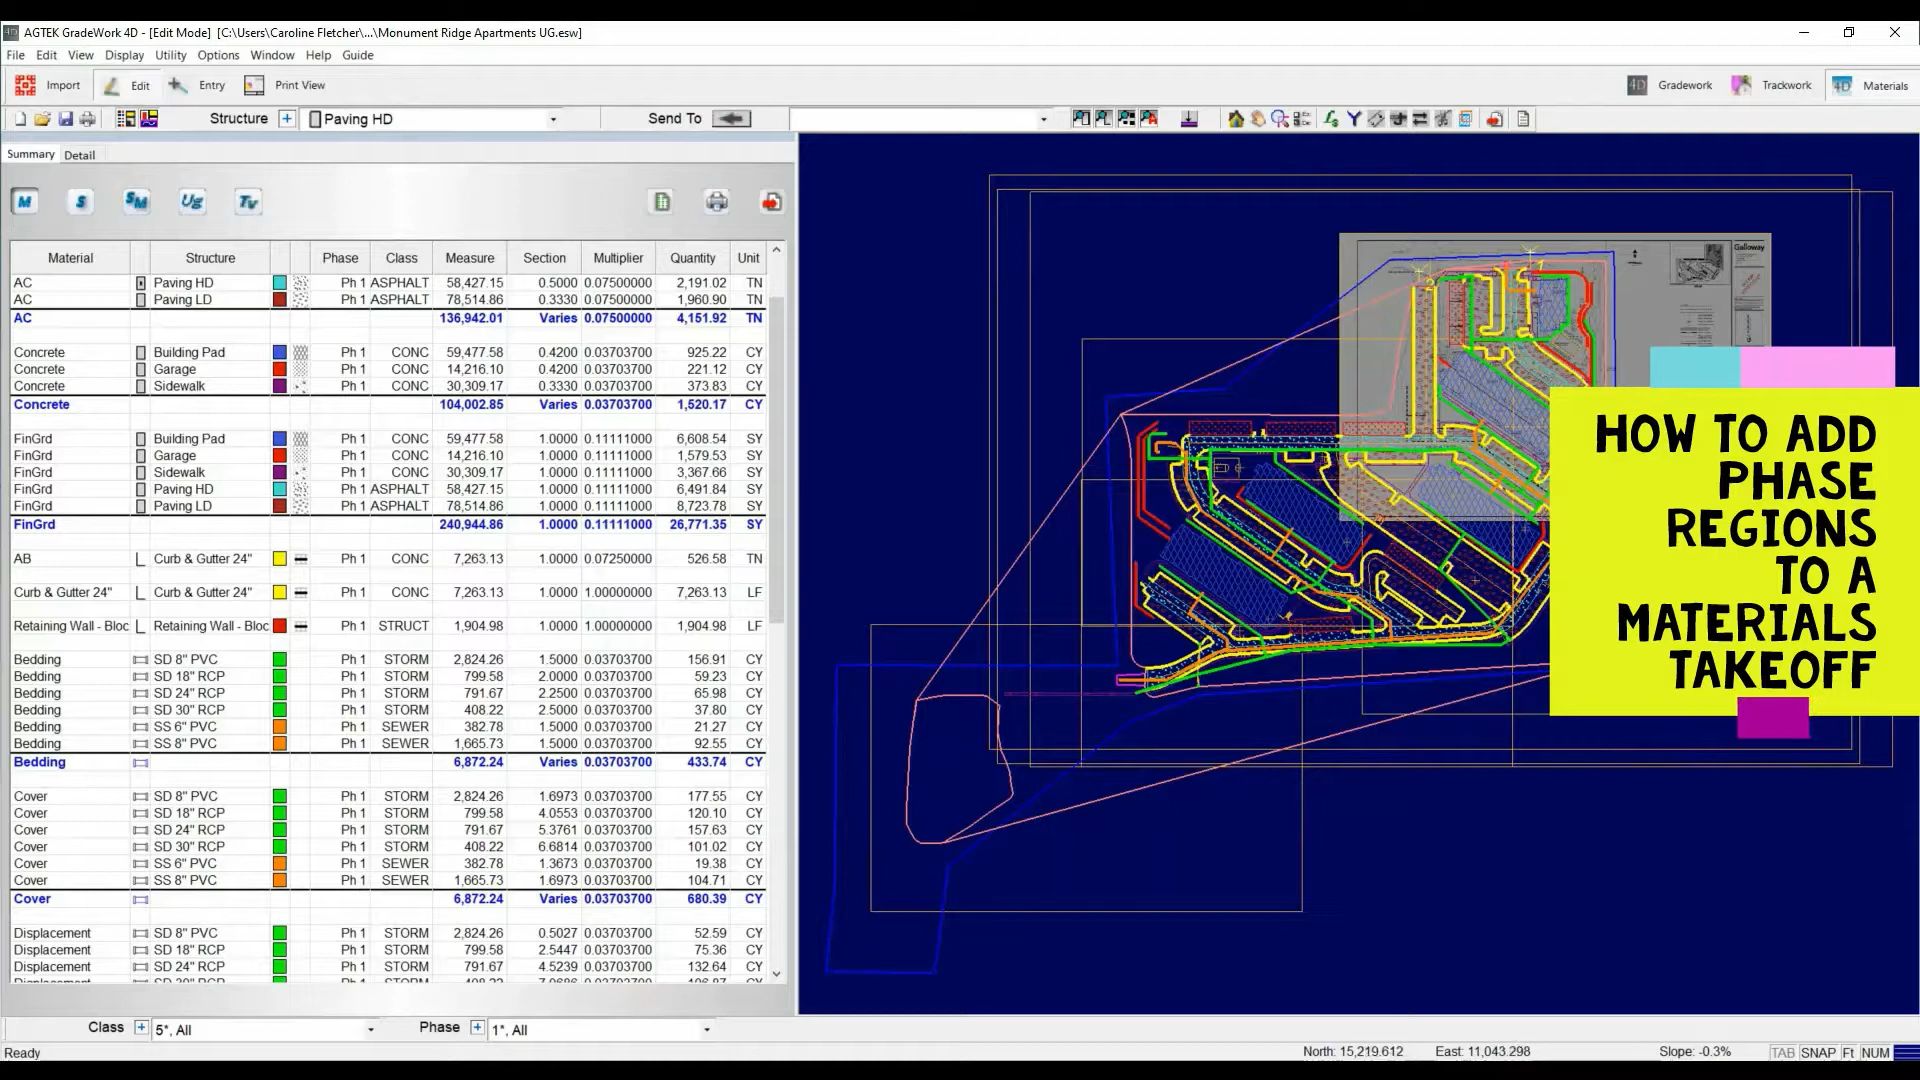 AGTEK GradeWork 4D - [Edit Mode]  [C:\Users\Caroline Fletcher\...\Monument Ridge Apartments UG.esw]
File Edit View Display Utility Options Window Help Guide
Import Edit Entry Print View Gradework Trackwork Materials
Structure Paving HD Send To
Summary Detail
M S SM Ug Tv
Material Structure Phase Class Measure Section Multiplier Quantity Unit
AC Paving HD Ph 1 ASPHALT 58,427.15 0.5000 0.07500000 2,191.02 TN
AC Paving LD Ph 1 ASPHALT 78,514.86 0.3330 0.07500000 1,960.90 TN
AC 136,942.01 Varies 0.07500000 4,151.92 TN
Concrete Building Pad Ph 1 CONC 59,477.58 0.4200 0.03703700 925.22 CY
Concrete Garage Ph 1 CONC 14,216.10 0.4200 0.03703700 221.12 CY
Concrete Sidewalk Ph 1 CONC 30,309.17 0.3330 0.03703700 373.83 CY
Concrete 104,002.85 Varies 0.03703700 1,520.17 CY
FinGrd Building Pad Ph 1 CONC 59,477.58 1.0000 0.11111000 6,608.54 SY
FinGrd Garage Ph 1 CONC 14,216.10 1.0000 0.11111000 1,579.53 SY
FinGrd Sidewalk Ph 1 CONC 30,309.17 1.0000 0.11111000 3,367.66 SY
FinGrd Paving HD Ph 1 ASPHALT 58,427.15 1.0000 0.11111000 6,491.84 SY
FinGrd Paving LD Ph 1 ASPHALT 78,514.86 1.0000 0.11111000 8,723.78 SY
FinGrd 240,944.86 1.0000 0.11111000 26,771.35 SY
AB Curb & Gutter 24" Ph 1 CONC 7,263.13 1.0000 0.07250000 526.58 TN
Curb & Gutter 24" Curb & Gutter 24" Ph 1 CONC 7,263.13 1.0000 1.00000000 7,263.13 LF
Retaining Wall - Bloc Retaining Wall - Bloc Ph 1 STRUCT 1,904.98 1.0000 1.00000000 1,904.98 LF
Bedding SD 8" PVC Ph 1 STORM 2,824.26 1.5000 0.03703700 156.91 CY
Bedding SD 18" RCP Ph 1 STORM 799.58 2.0000 0.03703700 59.23 CY
Bedding SD 24" RCP Ph 1 STORM 791.67 2.2500 0.03703700 65.98 CY
Bedding SD 30" RCP Ph 1 STORM 408.22 2.5000 0.03703700 37.80 CY
Bedding SS 6" PVC Ph 1 SEWER 382.78 1.5000 0.03703700 21.27 CY
Bedding SS 8" PVC Ph 1 SEWER 1,665.73 1.5000 0.03703700 92.55 CY
Bedding 6,872.24 Varies 0.03703700 433.74 CY
Cover SD 8" PVC Ph 1 STORM 2,824.26 1.6973 0.03703700 177.55 CY
Cover SD 18" RCP Ph 1 STORM 799.58 4.0553 0.03703700 120.10 CY
Cover SD 24" RCP Ph 1 STORM 791.67 5.3761 0.03703700 157.63 CY
Cover SD 30" RCP Ph 1 STORM 408.22 6.6814 0.03703700 101.02 CY
Cover SS 6" PVC Ph 1 SEWER 382.78 1.3673 0.03703700 19.38 CY
Cover SS 8" PVC Ph 1 SEWER 1,665.73 1.6973 0.03703700 104.71 CY
Cover 6,872.24 Varies 0.03703700 680.39 CY
Displacement SD 8" PVC Ph 1 STORM 2,824.26 0.5027 0.03703700 52.59 CY
Displacement SD 18" RCP Ph 1 STORM 799.58 2.5447 0.03703700 75.36 CY
Displacement SD 24" RCP Ph 1 STORM 791.67 4.5239 0.03703700 132.64 CY
Galloway
HOW TO ADD
PHASE
REGIONS
TO A
MATERIALS
TAKEOFF
Class 5*, All Phase 1*, All
Ready North: 15,219.612 East: 11,043.298 Slope: -0.3% TAB SNAP Ft NUM